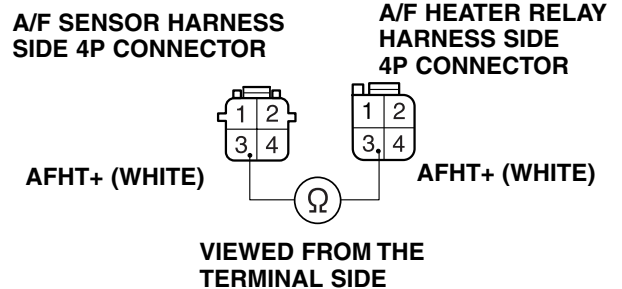 A/F SENSOR HARNESS
SIDE 4P CONNECTOR
A/F HEATER RELAY
HARNESS SIDE
4P CONNECTOR
1 2
3 4
1 2
3 4
AFHT+ (WHITE)
AFHT+ (WHITE)
Ω
VIEWED FROM THE
TERMINAL SIDE